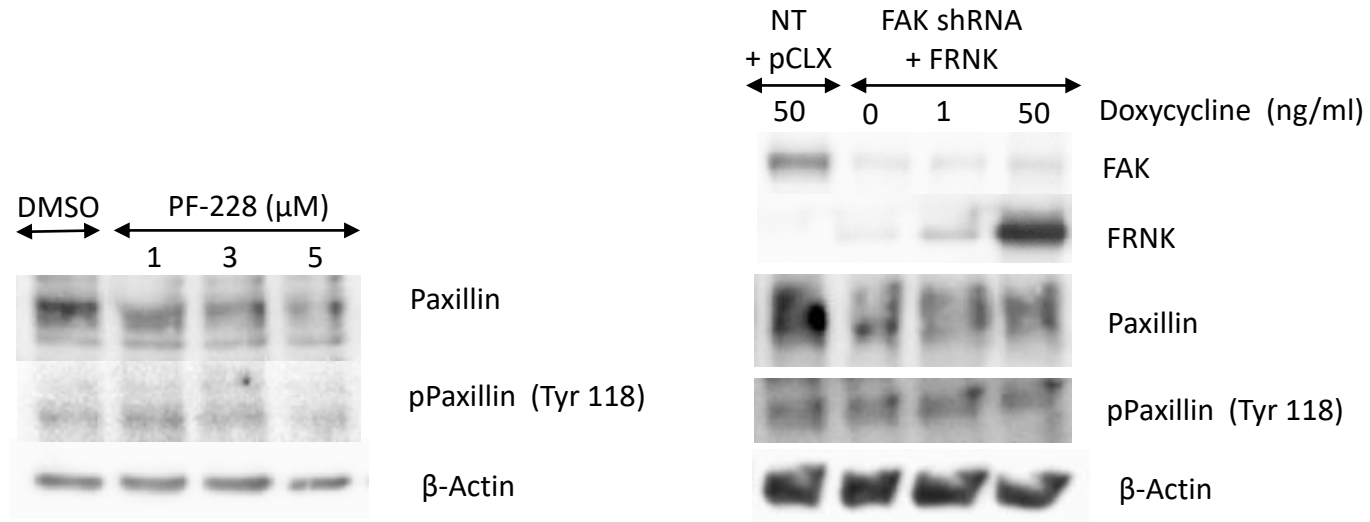 DMSO PF-228 (μM)
1 3 5
Paxillin
pPaxillin (Tyr 118)
β-Actin
NT FAK shRNA
+ pCLX + FRNK
50 0 1 50 Doxycycline (ng/ml)
FAK
FRNK
Paxillin
pPaxillin (Tyr 118)
β-Actin